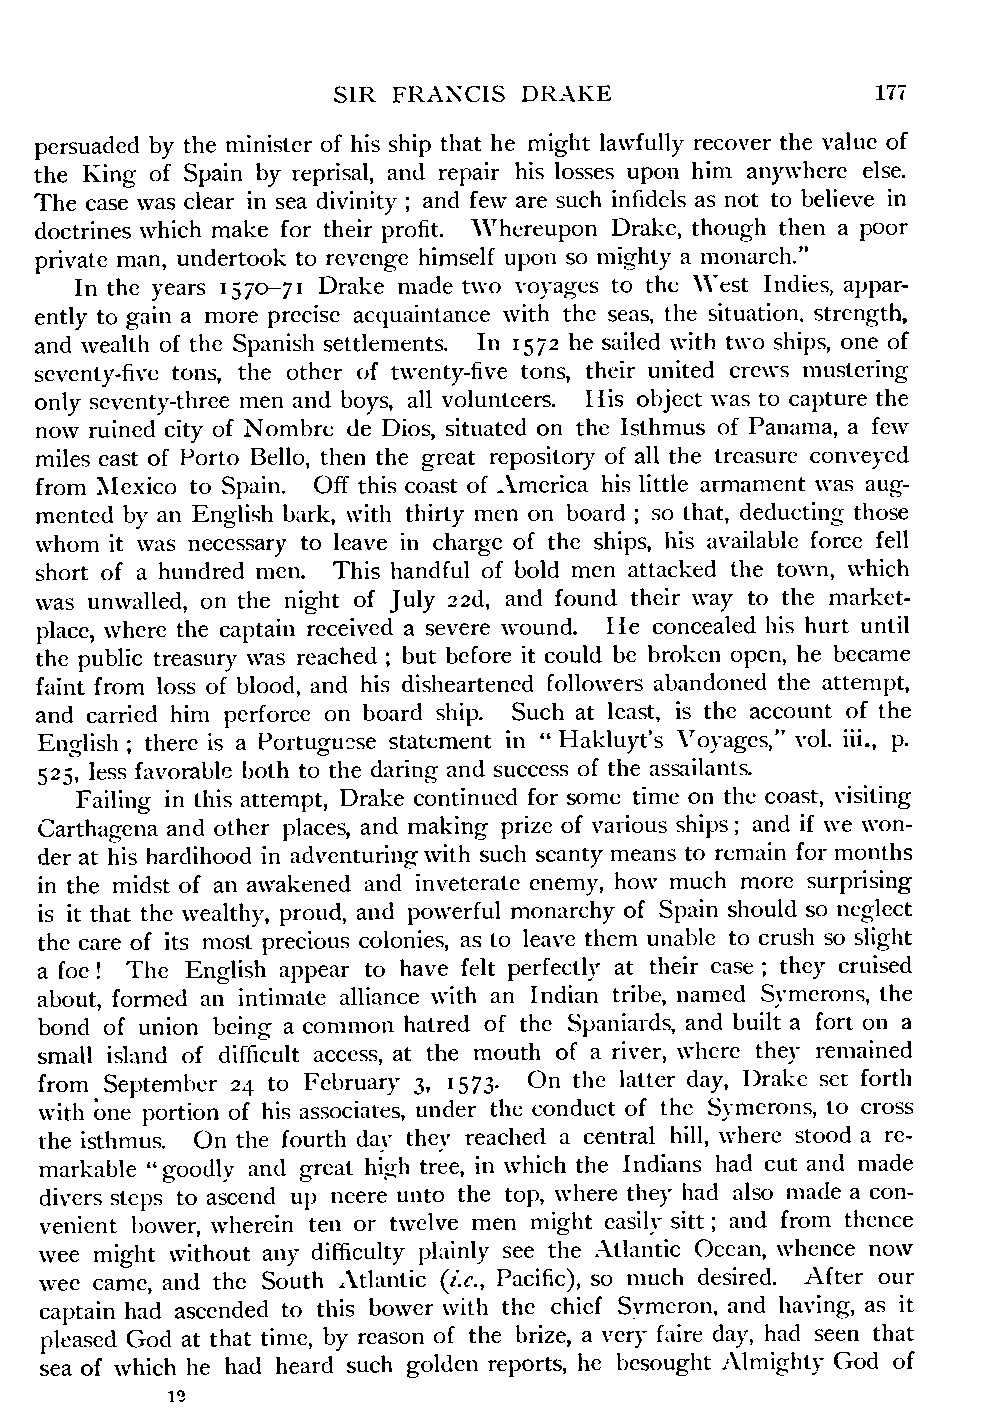 SIR FRANCIS DRAKE 177
persuaded by the minister of his ship that he might lawfully recover the value of
the King of Spain by reprisal, and repair his losses upon him anywhere else.
The case was clear in sea divinity ; and few are such infidels as not to believe in
doctrines which make for their profit. Whereupon Drake, though then a poor
private man, undertook to revenge himself upon so mighty a monarch."
In the years 1570–71 Drake made two voyages to the West Indies, appar-
ently to gain a more precise acquaintance with the seas, the situation, strength,
and wealth of the Spanish settlements. In 1572 he sailed with two ships, one of
seventy-five tons, the other of twenty-five tons, their united crews mustering
only seventy-three men and boys, all volunteers. His object was to capture the
now ruined city of Nombre de Dios, situated on the Isthmus of Panama, a few
miles east of Porto Bello, then the great repository of all the treasure conveyed
from Mexico to Spain. Off this coast of America his little armament was aug-
mented by an English bark, with thirty men on board ; so that, deducting those
whom it was necessary to leave in charge of the ships, his available force fell
short of a hundred men. This handful of bold men attacked the town, which
was unwalled, on the night of July 22d, and found their way to the market-
place, where the captain received a severe wound. He concealed his hurt until
the public treasury was reached ; but before it could be broken open, he became
faint from loss of blood, and his disheartened followers abandoned the attempt,
and carried him perforce on board ship. Such at least, is the account of the
English ; there is a Portuguese statement in "Hakluyt's Voyages," vol. iii., p.
525, less favorable both to the daring and success of the assailants.
Failing in this attempt, Drake continued for some time on the coast, visiting
Carthagena and other places, and making prize of various ships ; and if we won-
der at his hardihood in adventuring with such scanty means to remain for months
in the midst of an awakened and inveterate enemy, how much more surprising
is it that the wealthy, proud, and powerful monarchy of Spain should so neglect
the care of its most precious colonies, as to leave them unable to crush so slight
a foe ! The English appear to have felt perfectly at their ease ; they cruised
about, formed an intimate alliance with an Indian tribe, named Symerons, the
bond of union being a common hatred of the Spaniards, and built a fort on a
small island of difficult access, at the mouth of a river, where they remained
from September 24 to February 3, 1573. On the latter day, Drake set forth
with one portion of his associates, under the conduct of the Symerons, to cross
the isthmus. On the fourth day they reached a central hill, where stood a re-
markable "goodly and great high tree, in which the Indians had cut and made
divers steps to ascend up neere unto the top, where they had also made a con-
venient bower, wherein ten or twelve men might easily sitt ; and from thence
wee might without any difficulty plainly see the Atlantic Ocean, whence now
wee came, and the South Atlantic (i.e., Pacific), so much desired. After our
captain had ascended to this bower with the chief Symeron, and having, as it
pleased God at that time, by reason of the brize, a very faire day, had seen that
sea of which he had heard such golden reports, he besought Almighty God of
12